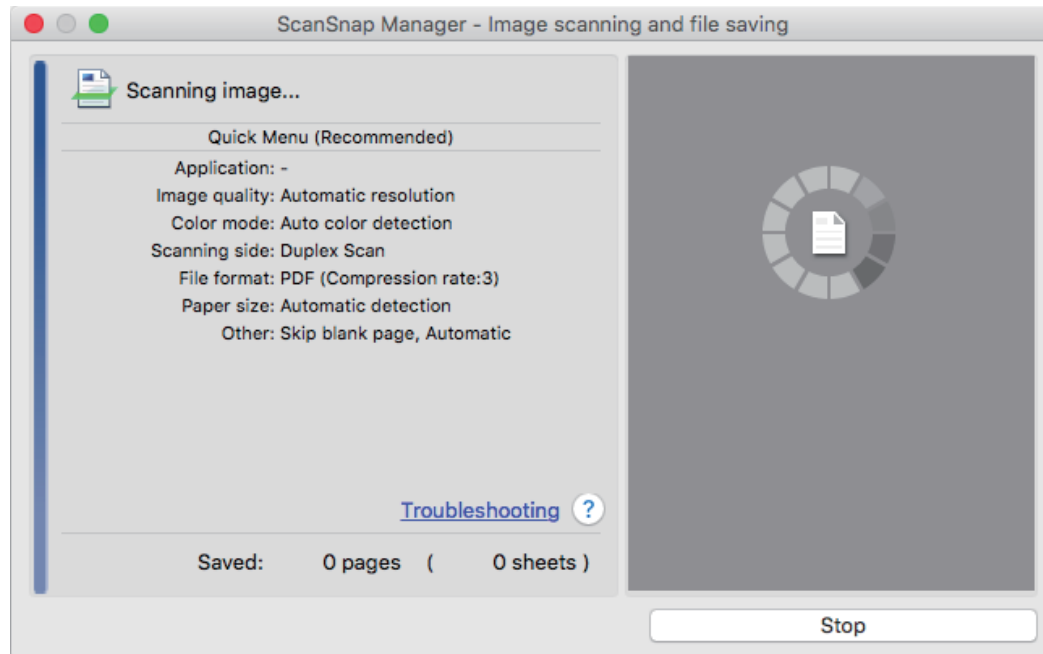 ScanSnap Manager - Image scanning and file saving
Scanning image...
Quick Menu (Recommended)
Application: -
Image quality: Automatic resolution
Color mode: Auto color detection
Scanning side: Duplex Scan
File format: PDF (Compression rate:3)
Paper size: Automatic detection
Other: Skip blank page, Automatic
Troubleshooting ?
Saved: 0 pages ( 0 sheets )
Stop